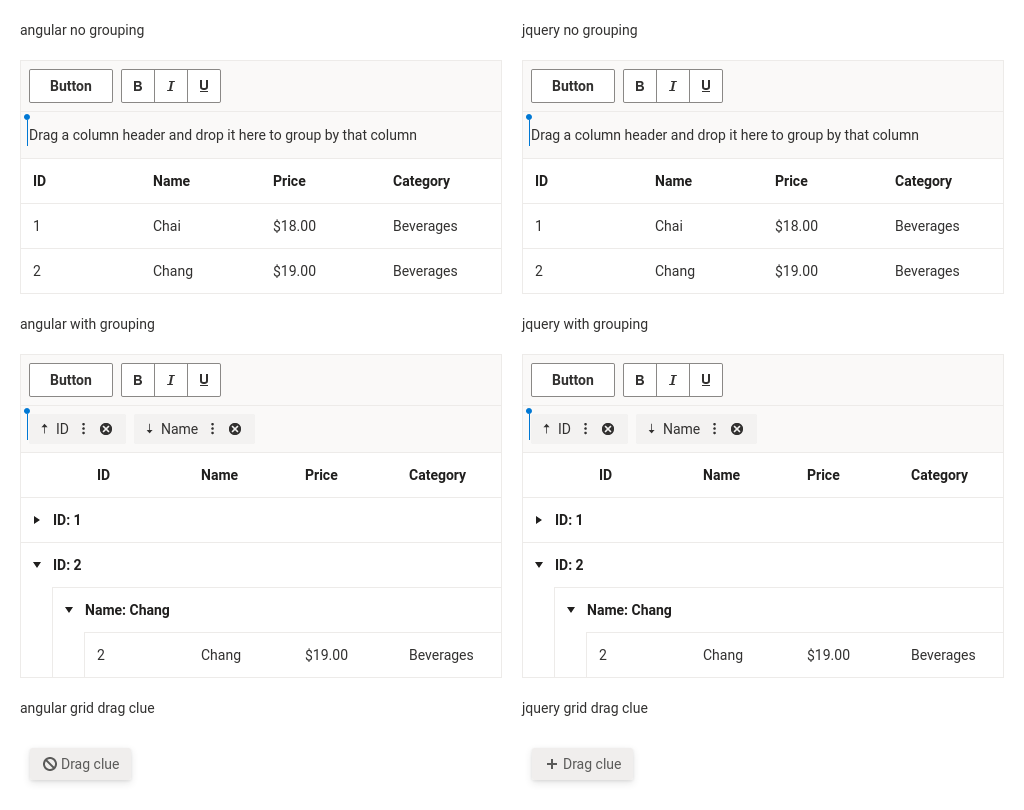 angular no grouping
Button B I U
Drag a column header and drop it here to group by that column
ID Name Price Category
1 Chai $18.00 Beverages
2 Chang $19.00 Beverages
jquery no grouping
Button B I U
Drag a column header and drop it here to group by that column
ID Name Price Category
1 Chai $18.00 Beverages
2 Chang $19.00 Beverages
angular with grouping
Button B I U
↑ ID ↓ Name
ID Name Price Category
ID: 1
ID: 2
Name: Chang
2 Chang $19.00 Beverages
jquery with grouping
Button B I U
↑ ID ↓ Name
ID Name Price Category
ID: 1
ID: 2
Name: Chang
2 Chang $19.00 Beverages
angular grid drag clue
Drag clue
jquery grid drag clue
+ Drag clue